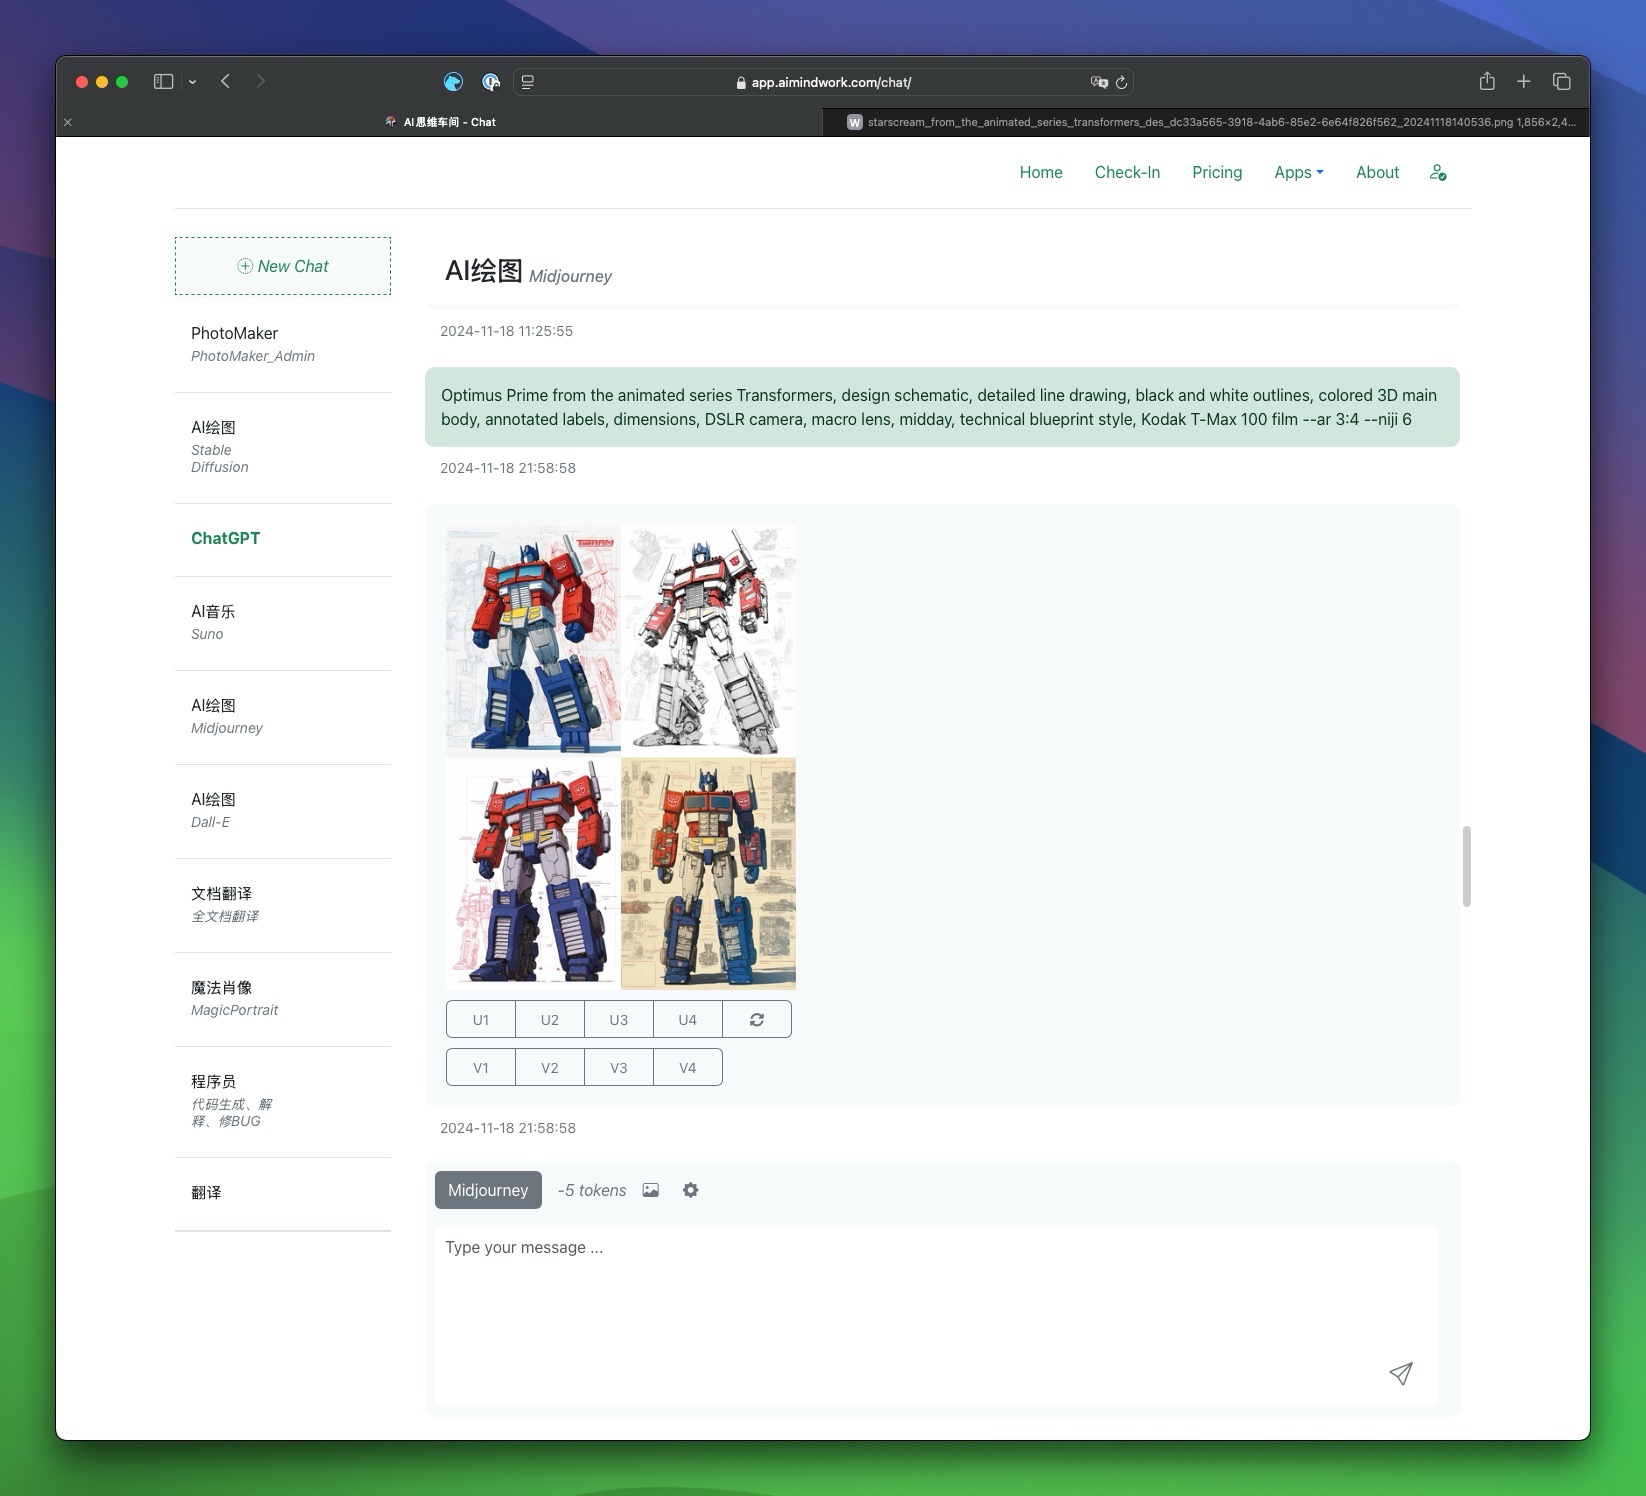 app.aimindwork.com/chat/
AI思维车间 - Chat
W
starscream_from_the_animated_series_transformers_des_dc33a565-3918-4ab6-85e2-6e64f826f562_20241118140536.png 1,856×2,4...
Home
Check-In
Pricing
Apps
About
New Chat
PhotoMaker
PhotoMaker_Admin
AI绘图
Stable
Diffusion
ChatGPT
AI音乐
Suno
AI绘图
Midjourney
AI绘图
Dall-E
文档翻译
全文档翻译
魔法肖像
MagicPortrait
程序员
代码生成、解
释、修BUG
翻译
AI绘图 Midjourney
2024-11-18 11:25:55
Optimus Prime from the animated series Transformers, design schematic, detailed line drawing, black and white outlines, colored 3D main
body, annotated labels, dimensions, DSLR camera, macro lens, midday, technical blueprint style, Kodak T-Max 100 film --ar 3:4 --niji 6
2024-11-18 21:58:58
U1
U2
U3
U4
V1
V2
V3
V4
2024-11-18 21:58:58
Midjourney
-5 tokens
Type your message ...